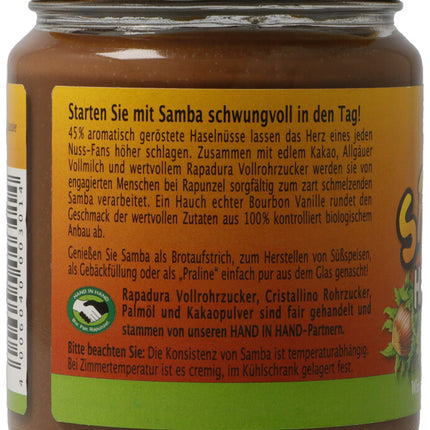 Starten Sie mit Samba schwungvoll in den Tag!
45% aromatisch geröstete Haselnüsse lassen das Herz eines jeden
Nuss-Fans höher schlagen. Zusammen mit edlem Kakao, Allgäuer
Vollmilch und wertvollem Rapadura Vollrohrzucker werden sie von
engagierten Menschen bei Rapunzel sorgfältig zum zart schmelzenden
Samba verarbeitet. Ein Hauch echter Bourbon Vanille rundet den
Geschmack der wertvollen Zutaten aus 100% kontrolliert biologischem
Anbau ab.
Genießen Sie Samba als Brotaufstrich, zum Herstellen von Süßspeisen,
als Gebäckfüllung oder als „Praline" einfach pur aus dem Glas genascht!
HAND IN HAND
Rapadura Vollrohrzucker, Cristallino Rohrzucker,
Palmöl und Kakaopulver sind fair gehandelt und
stammen von unseren HAND IN HAND-Partnern.
Bitte beachten Sie: Die Konsistenz von Samba ist temperaturabhängig.
Bei Zimmertemperatur ist es cremig, im Kühlschrank gelagert fest.
4 006040 003014